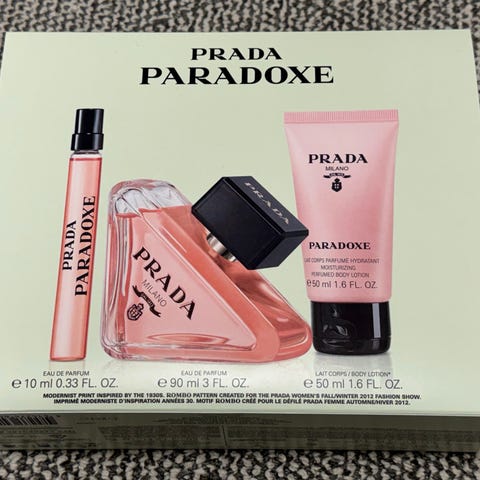 PRADA
PARADOXE
PRADA
PARADOXE
PRADA
MILANO
PRADA
PRADA
MILANO
PARADOXE
LAIT CORPS PARFUMÉ HYDRATANT
MOISTURIZING
PERFUMED BODY LOTION
℮50 ml 1.6 FL. OZ.
EAU DE PARFUM
℮ 10 ml 0.33 FL. OZ.
EAU DE PARFUM
℮ 90 ml 3 FL. OZ.
LAIT CORPS / BODY LOTION*
℮ 50 ml 1.6 FL. OZ.
MODERNIST PRINT INSPIRED BY THE 1930S. ROMBO PATTERN CREATED FOR THE PRADA WOMEN'S FALL/WINTER 2012 FASHION SHOW.
IMPRIMÉ MODERNISTE D'INSPIRATION ANNÉES 30. MOTIF ROMBO CRÉÉ POUR LE DÉFILÉ PRADA FEMME AUTOMNE/HIVER 2012.